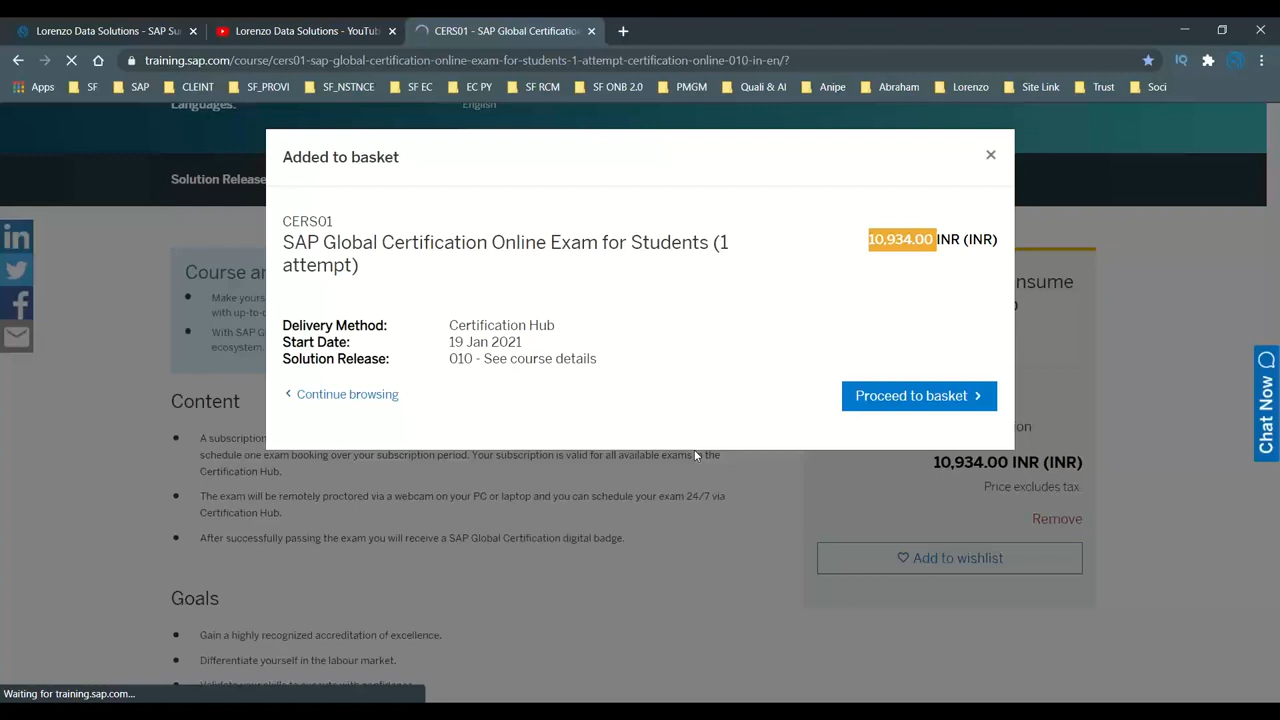 Lorenzo Data Solutions - SAP Su
Lorenzo Data Solutions - YouTub
CERS01 - SAP Global Certificatio
training.sap.com/course/cers01-sap-global-certification-online-exam-for-students-1-attempt-certification-online-010-in-en/?
Apps
SF
SAP
CLEINT
SF_PROVI
SF_NSTNCE
SF EC
EC PY
SF RCM
SF ONB 2.0
PMGM
Quali & AI
Anipe
Abraham
Lorenzo
Site Link
Trust
Soci
Languages:
English
Added to basket
Solution Release
CERS01
SAP Global Certification Online Exam for Students (1
attempt)
10,934.00 INR (INR)
Course an
Make yours
with up-to-d
With SAP G
ecosystem.
nsume
Delivery Method: Certification Hub
Start Date: 19 Jan 2021
Solution Release: 010 - See course details
Continue browsing
Proceed to basket
Chat Now
Content
on
A subscription
schedule one exam booking over your subscription period. Your subscription is valid for all available exams in the
Certification Hub.
10,934.00 INR (INR)
Price excludes tax.
The exam will be remotely proctored via a webcam on your PC or laptop and you can schedule your exam 24/7 via
Certification Hub.
Remove
After successfully passing the exam you will receive a SAP Global Certification digital badge.
Add to wishlist
Goals
Gain a highly recognized accreditation of excellence.
Differentiate yourself in the labour market.
Waiting for training.sap.com...